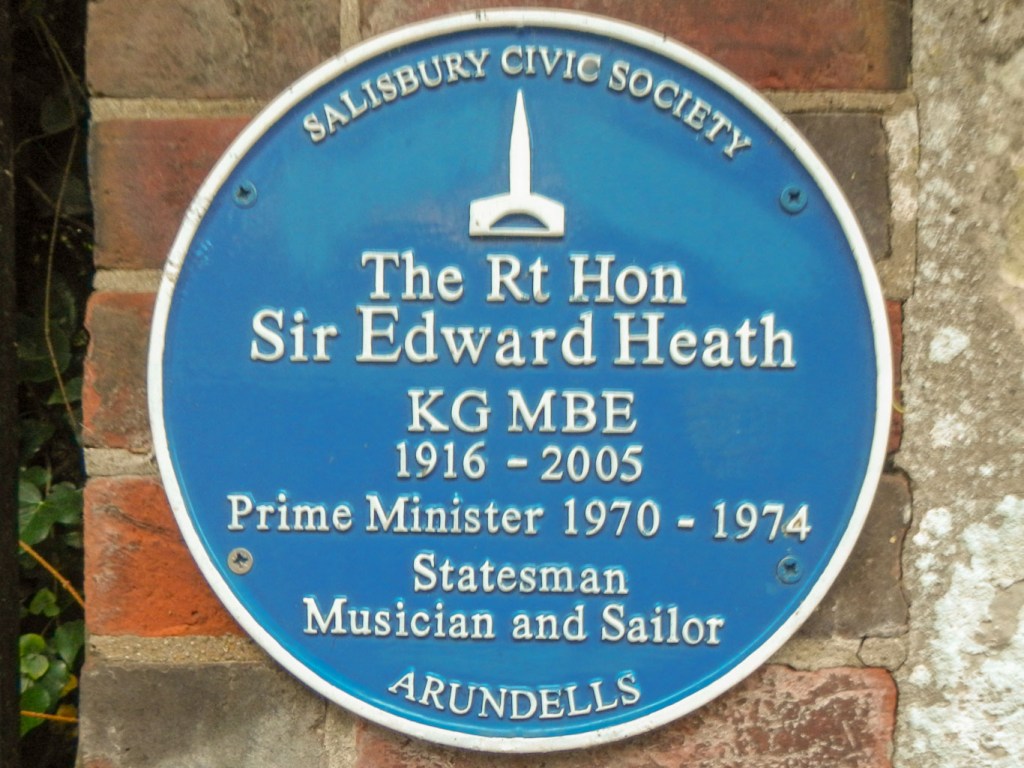 SALISBURY CIVIC SOCIETY
The Rt Hon
Sir Edward Heath
KG MBE
1916 - 2005
Prime Minister 1970 - 1974
Statesman
Musician and Sailor
ARUNDELLS